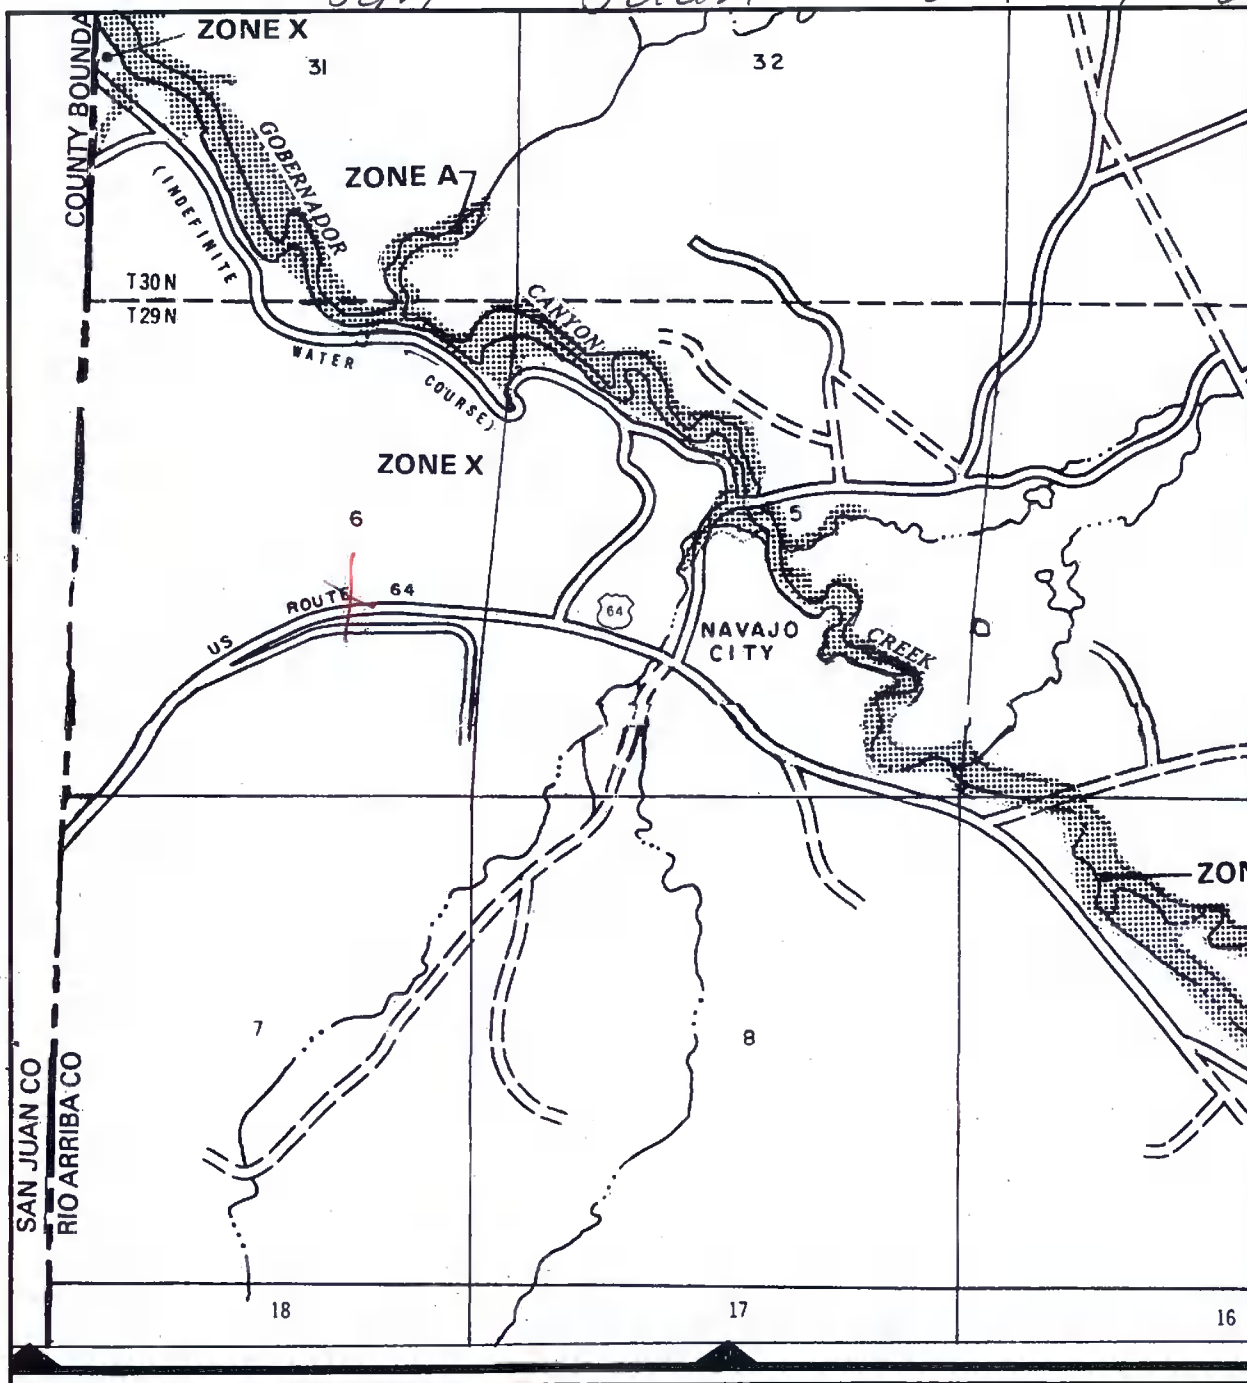 ZONE X
31
32
COUNTY BOUNDA
GOBERNADOR
ZONE A
(INDEFINITE
T30N
T29N
CANYON
WATER
COURSE)
ZONE X
6
5
ROUTE 64
US
64
NAVAJO
CITY
CREEK
ZON
7
8
SAN JUAN CO
RIO ARRIBA CO
18
17
16